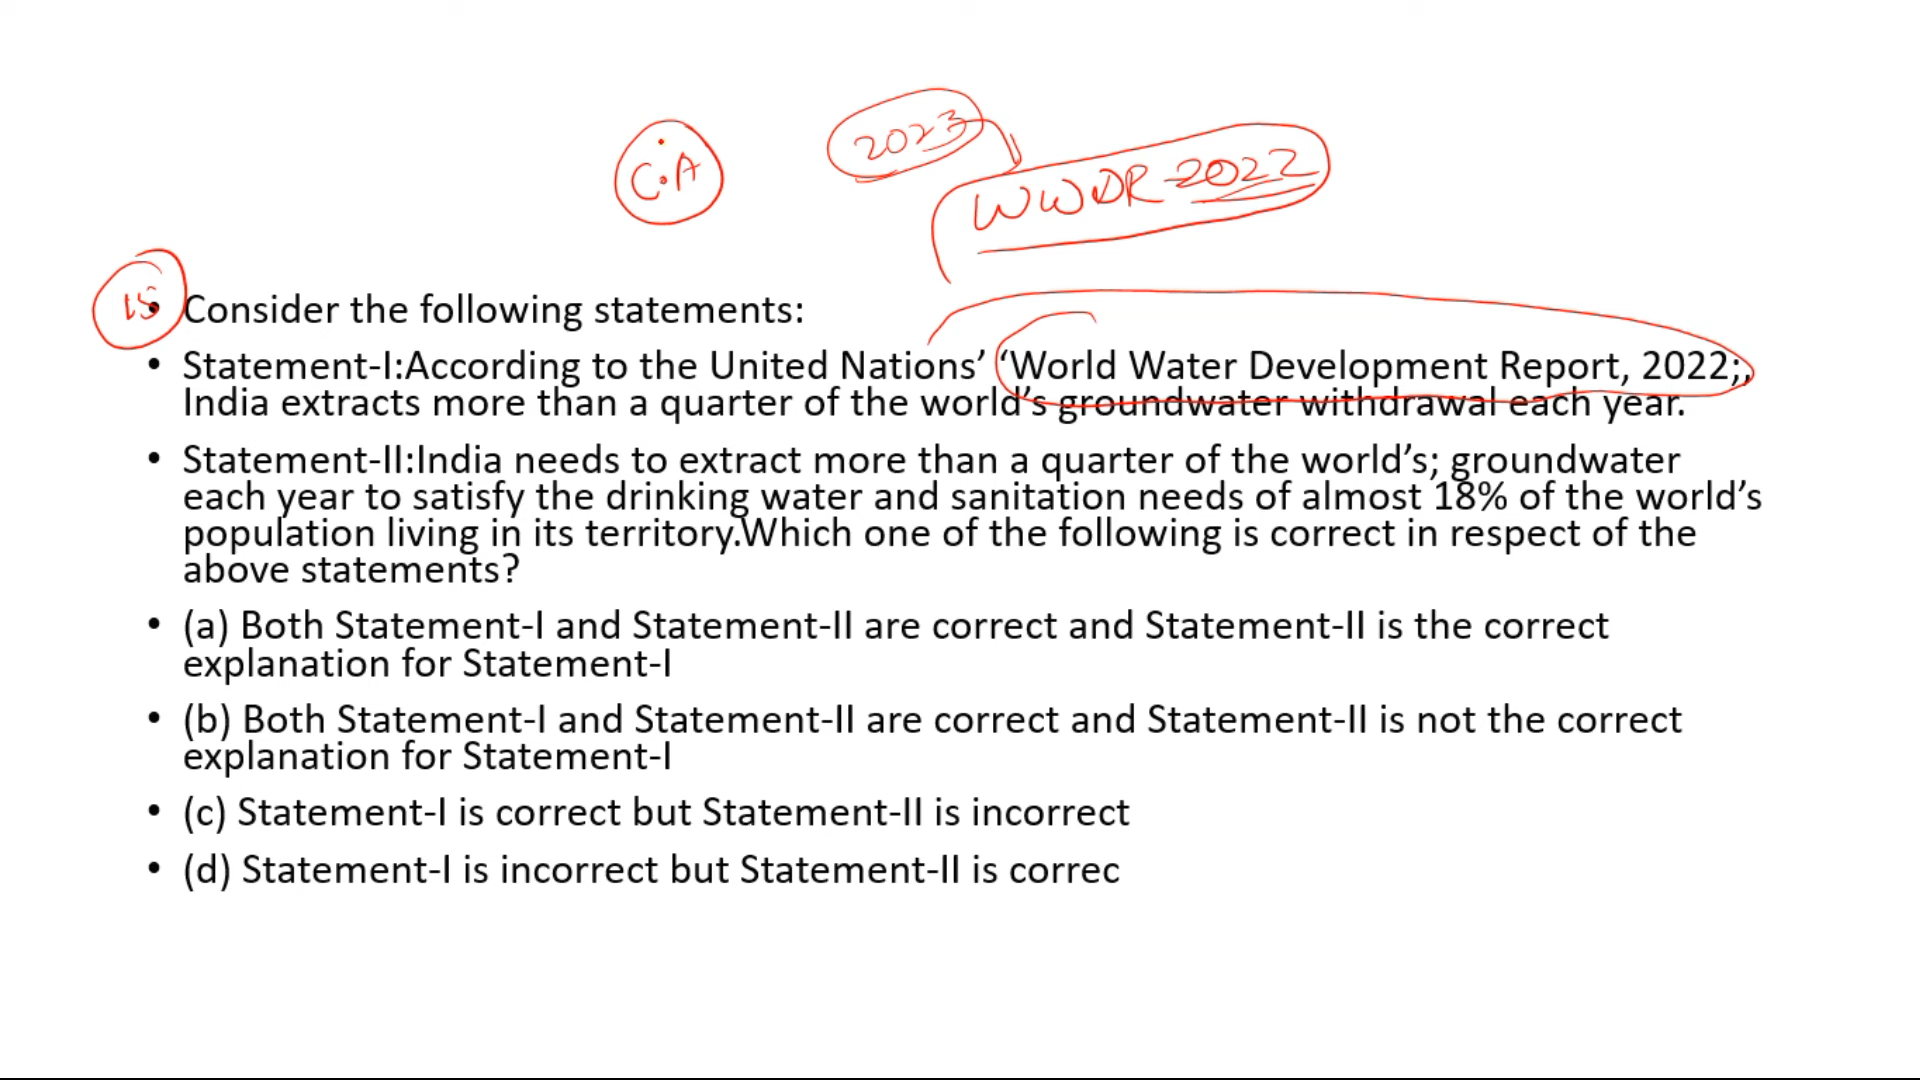 2023
C.A
WWDR-2022
15
• Consider the following statements:
• Statement-I:According to the United Nations’ ‘World Water Development Report, 2022;,
India extracts more than a quarter of the world’s groundwater withdrawal each year.
• Statement-II:India needs to extract more than a quarter of the world’s; groundwater
each year to satisfy the drinking water and sanitation needs of almost 18% of the world’s
population living in its territory.Which one of the following is correct in respect of the
above statements?
• (a) Both Statement-I and Statement-II are correct and Statement-II is the correct
explanation for Statement-I
• (b) Both Statement-I and Statement-II are correct and Statement-II is not the correct
explanation for Statement-I
• (c) Statement-I is correct but Statement-II is incorrect
• (d) Statement-I is incorrect but Statement-II is correc